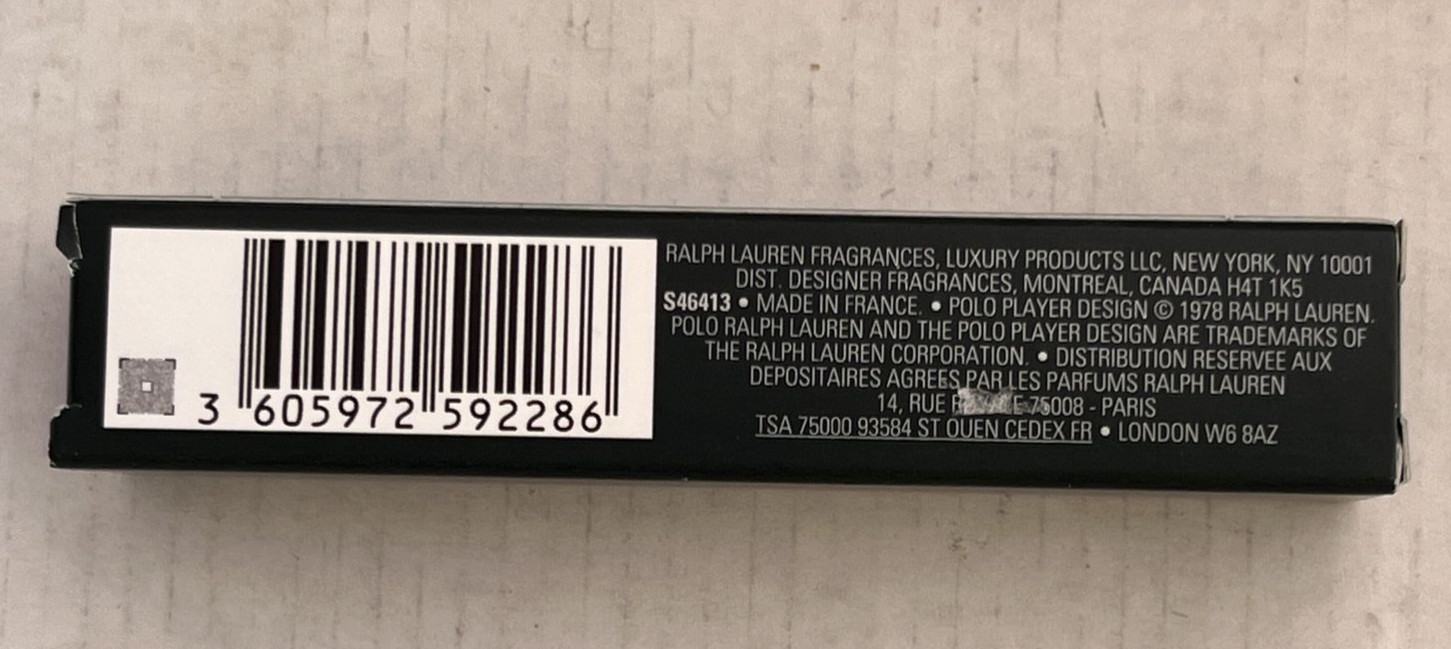 3 605972 592286
RALPH LAUREN FRAGRANCES, LUXURY PRODUCTS LLC, NEW YORK, NY 10001
DIST. DESIGNER FRAGRANCES, MONTREAL, CANADA H4T 1K5
S46413 • MADE IN FRANCE. • POLO PLAYER DESIGN © 1978 RALPH LAUREN.
POLO RALPH LAUREN AND THE POLO PLAYER DESIGN ARE TRADEMARKS OF
THE RALPH LAUREN CORPORATION. • DISTRIBUTION RESERVEE AUX
DEPOSITAIRES AGREES PAR LES PARFUMS RALPH LAUREN
14, RUE 75008 - PARIS
TSA 75000 93584 ST OUEN CEDEX FR • LONDON W6 8AZ